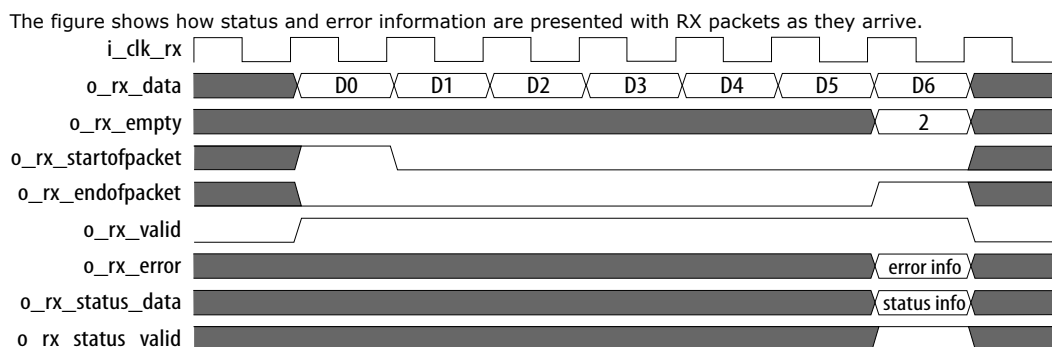 The figure shows how status and error information are presented with RX packets as they arrive.
i_clk_rx
o_rx_data D0 D1 D2 D3 D4 D5 D6
o_rx_empty 2
o_rx_startofpacket
o_rx_endofpacket
o_rx_valid
o_rx_error error info
o_rx_status_data status info
o_rx_status_valid